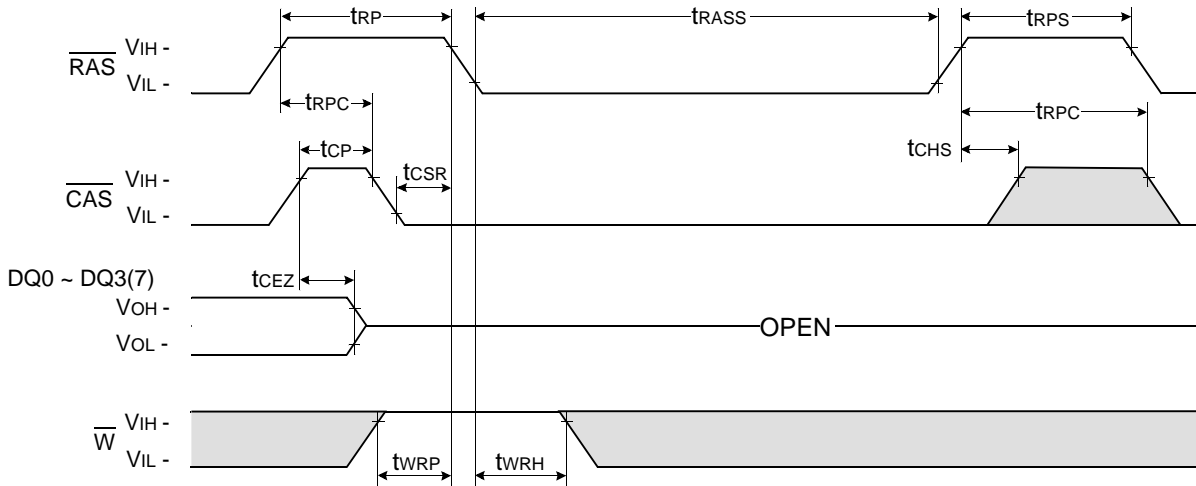 tRP
tRASS
tRPS
RAS
VIH -
VIL -
tRPC
tRPC
tCP
tCSR
tCHS
CAS
VIH -
VIL -
DQ0 ~ DQ3(7)
tCEZ
VOH -
VOL -
OPEN
W
VIH -
VIL -
tWRP
tWRH